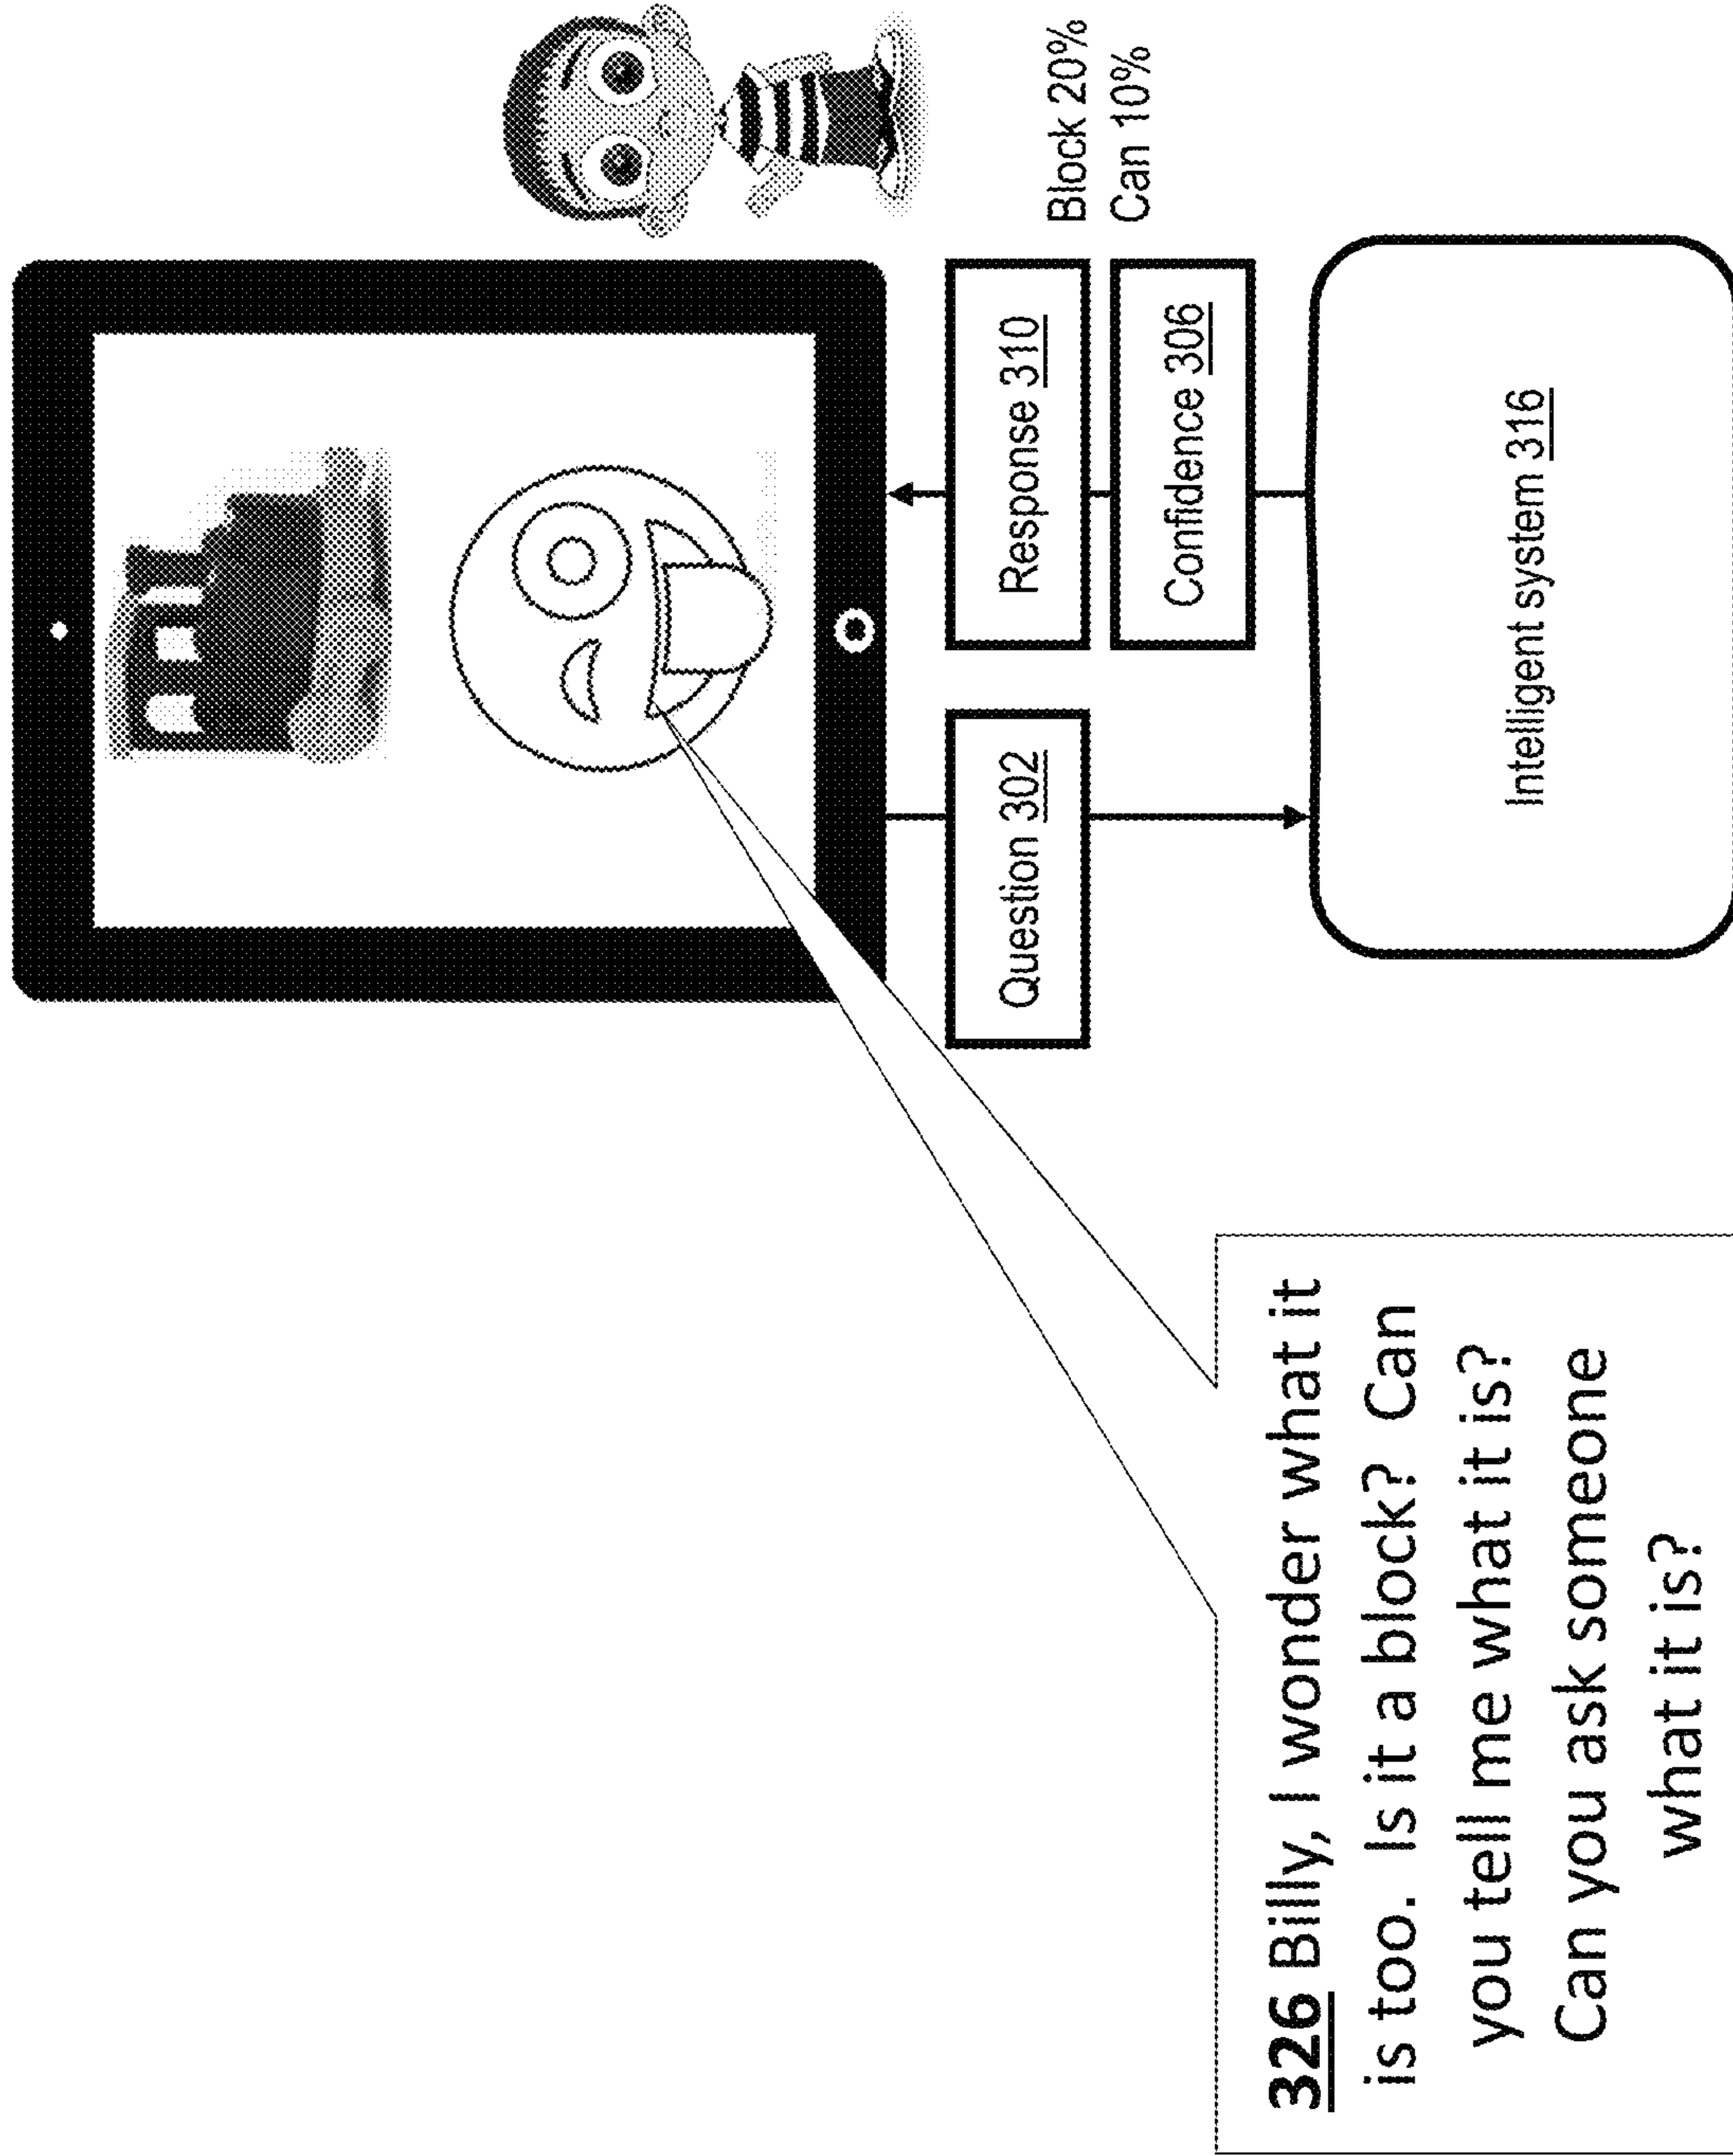 Block 20%
Can 10%
Response 310
Confidence 306
Question 302
Intelligent system 316
326 Billy, I wonder what it
is too. Is it a block? Can
you tell me what it is?
Can you ask someone
what it is?